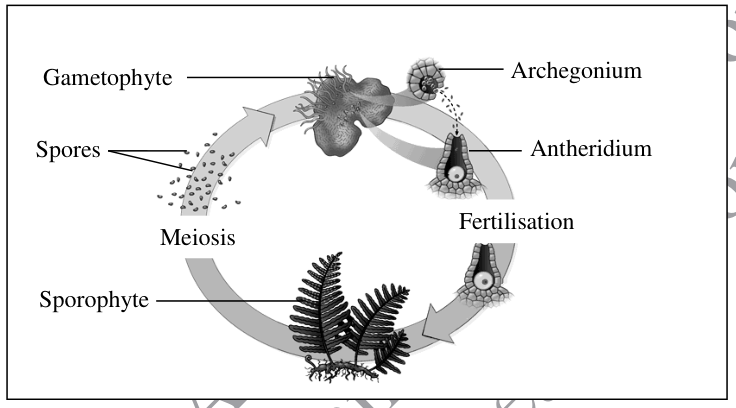 Gametophyte
Archegonium
Spores
Antheridium
Fertilisation
Meiosis
Sporophyte